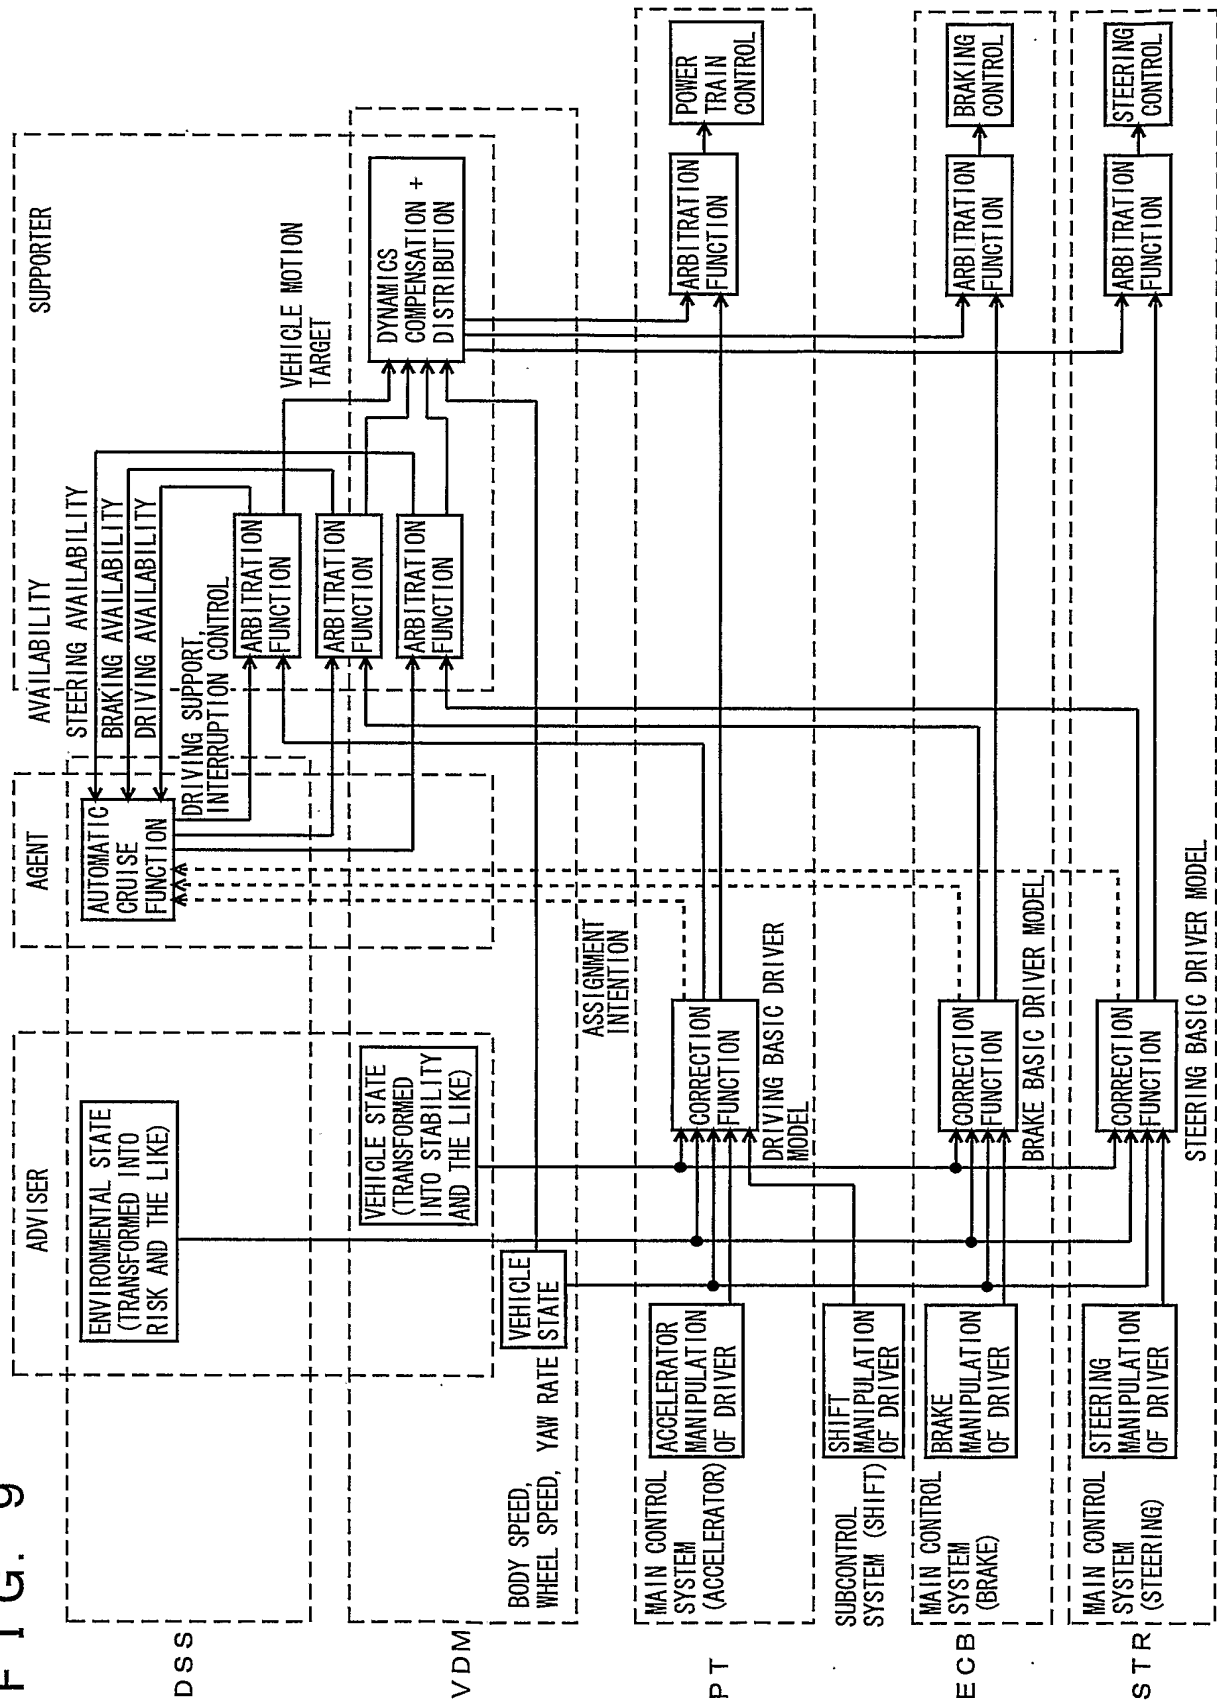 FIG. 9
DSS
VDM
PT
ECB
STR
ADVISER
AGENT
SUPPORTER
ENVIRONMENTAL STATE
(TRANSFORMED INTO
RISK AND THE LIKE)
AUTOMATIC
CRUISE
FUNCTION
AVAILABILITY
STEERING AVAILABILITY
BRAKING AVAILABILITY
DRIVING AVAILABILITY
DRIVING SUPPORT,
INTERRUPTION CONTROL
ARBITRATION
FUNCTION
ARBITRATION
FUNCTION
ARBITRATION
FUNCTION
VEHICLE MOTION
TARGET
DYNAMICS
COMPENSATION +
DISTRIBUTION
VEHICLE STATE
(TRANSFORMED
INTO STABILITY
AND THE LIKE)
BODY SPEED,
WHEEL SPEED, YAW RATE
VEHICLE
STATE
ASSIGNMENT
INTENTION
MAIN CONTROL
SYSTEM
(ACCELERATOR)
ACCELERATOR
MANIPULATION
OF DRIVER
CORRECTION
FUNCTION
DRIVING BASIC DRIVER
MODEL
ARBITRATION
FUNCTION
POWER
TRAIN
CONTROL
SUBCONTROL
SYSTEM (SHIFT)
SHIFT
MANIPULATION
OF DRIVER
MAIN CONTROL
SYSTEM
(BRAKE)
BRAKE
MANIPULATION
OF DRIVER
CORRECTION
FUNCTION
BRAKE BASIC DRIVER MODEL
ARBITRATION
FUNCTION
BRAKING
CONTROL
MAIN CONTROL
SYSTEM
(STEERING)
STEERING
MANIPULATION
OF DRIVER
CORRECTION
FUNCTION
STEERING BASIC DRIVER MODEL
ARBITRATION
FUNCTION
STEERING
CONTROL